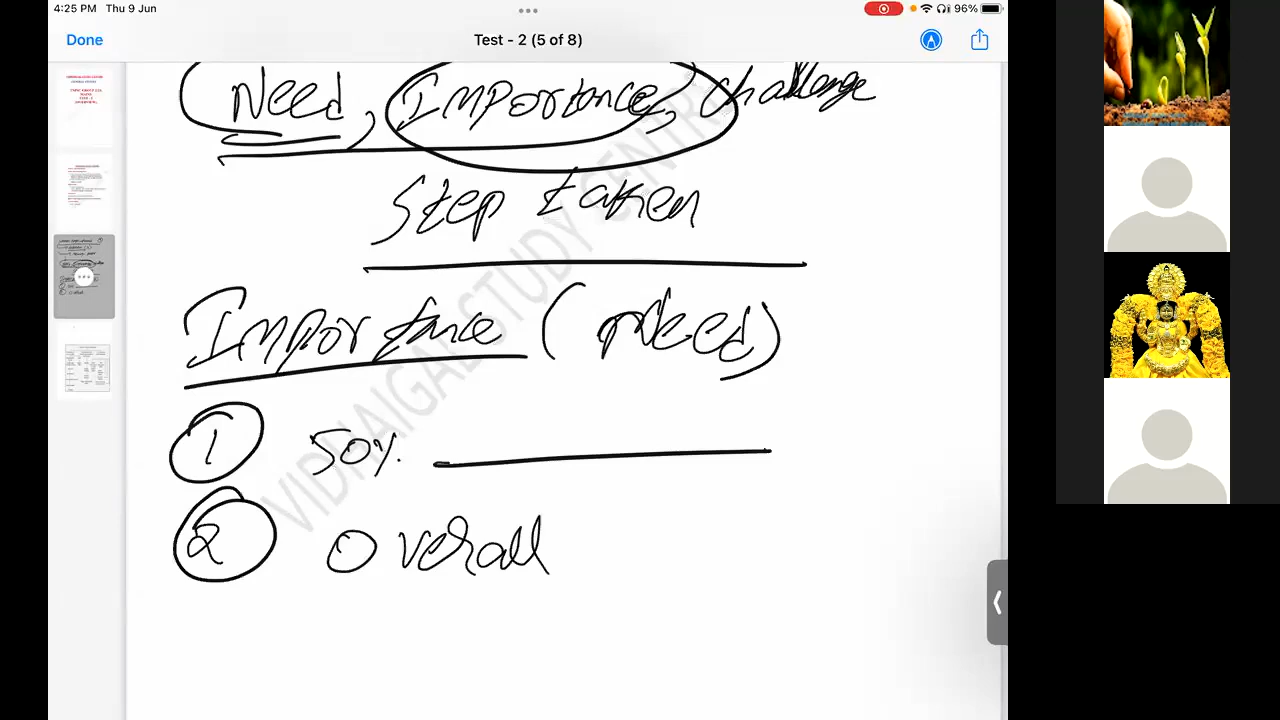 4:25 PM Thu 9 Jun
96%
Done
Test - 2 (5 of 8)
Need, Importance, Challenge
Step taken
Importance (Need)
1 50%.
2 Overall
VIDHAIGAL STUDY CENTRE